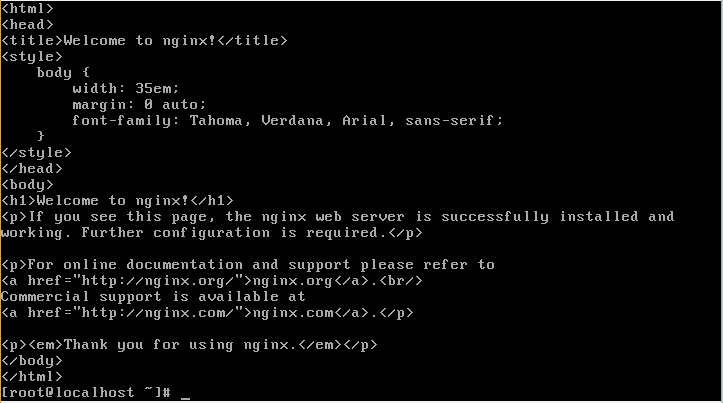 <html>
<head>
<title>Welcome to nginx!</title>
<style>
    body {
        width: 35em;
        margin: 0 auto;
        font-family: Tahoma, Verdana, Arial, sans-serif;
    }
</style>
</head>
<body>
<h1>Welcome to nginx!</h1>
<p>If you see this page, the nginx web server is successfully installed and
working. Further configuration is required.</p>

<p>For online documentation and support please refer to
<a href="http://nginx.org/">nginx.org</a>.<br/>
Commercial support is available at
<a href="http://nginx.com/">nginx.com</a>.</p>

<p><em>Thank you for using nginx.</em></p>
</body>
</html>
[root@localhost ~]# _